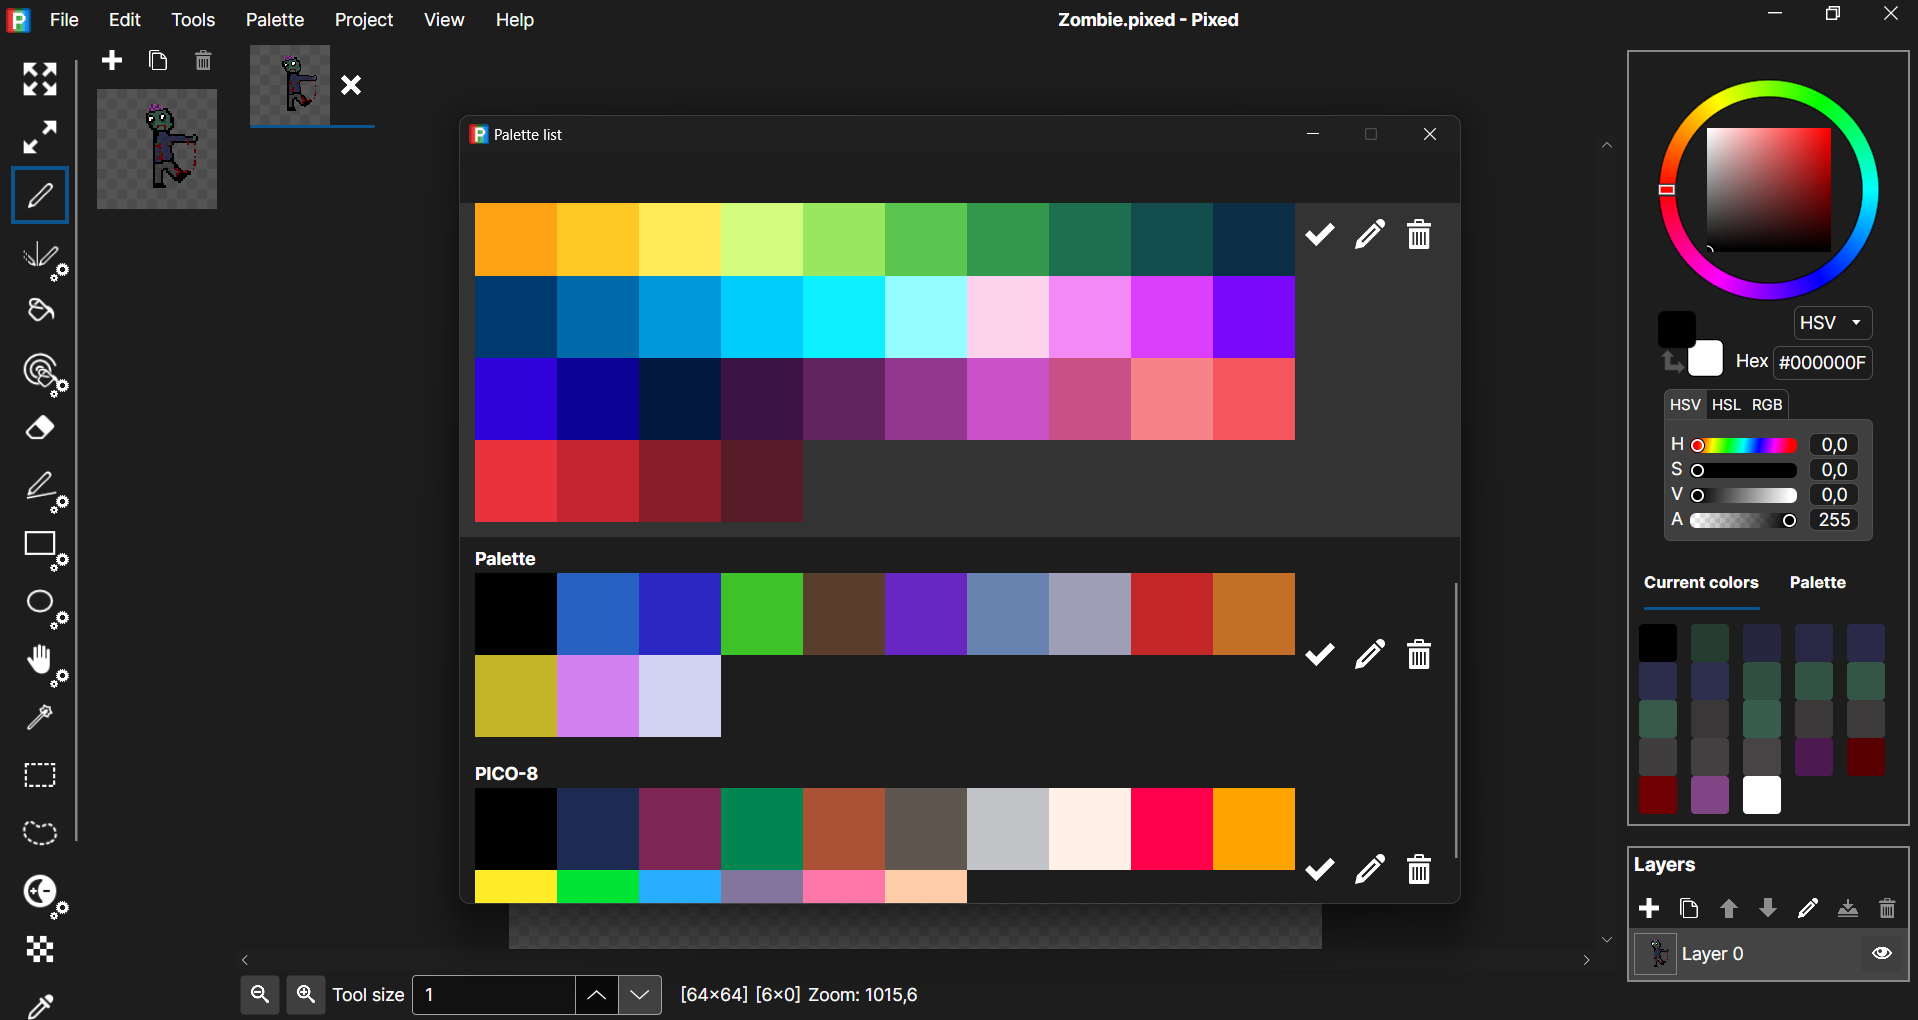 File Edit Tools Palette Project View Help
Zombie.pixed - Pixed
Palette list
Palette
PICO-8
HSV
Hex #000000F
HSV HSL RGB
H 0,0
S 0,0
V 0,0
A 255
Current colors Palette
Layers
Layer 0
Tool size 1 [64×64] [6×0] Zoom: 1015,6